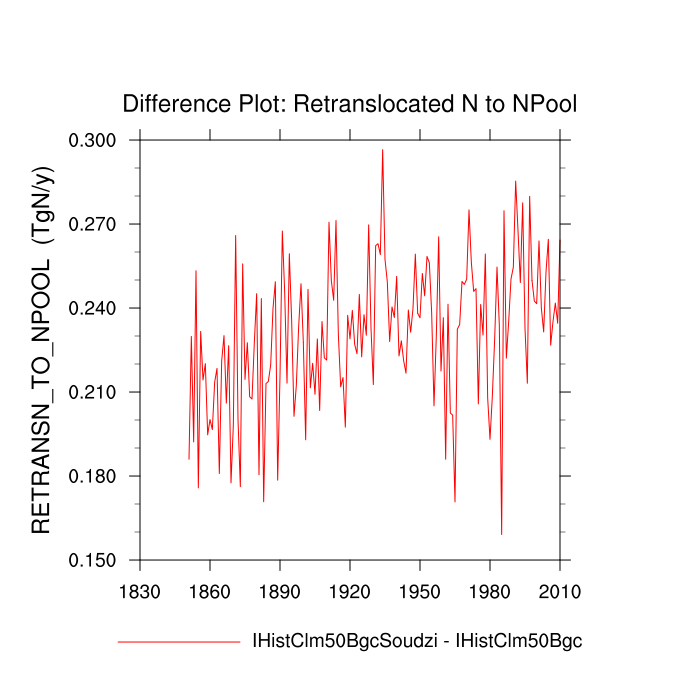 Difference Plot: Retranslocated N to NPool
RETRANSN_TO_NPOOL (TgN/y)
0.300
0.270
0.240
0.210
0.180
0.150
1830 1860 1890 1920 1950 1980 2010
IHistClm50BgcSoudzi - IHistClm50Bgc